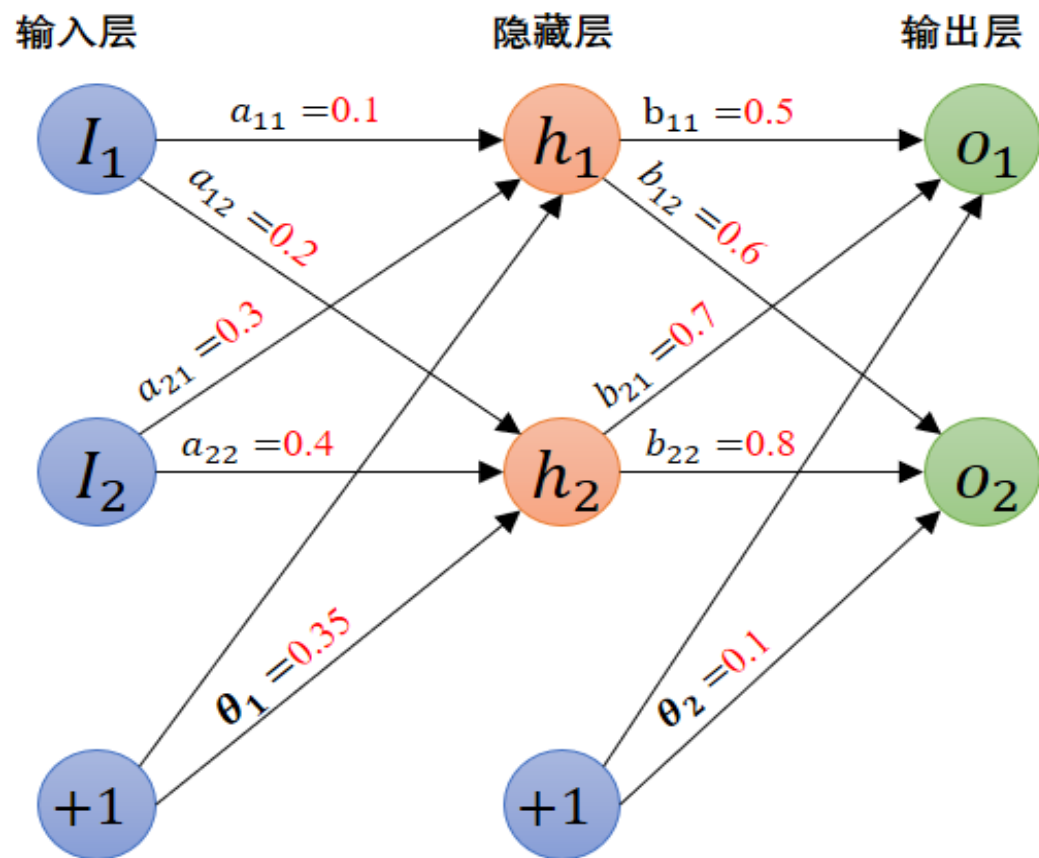 输入层 隐藏层 输出层
I₁ a₁₁ =0.1 h₁ b₁₁ =0.5 o₁
a₁₂ =0.2 b₁₂ =0.6
a₂₁ =0.3 b₂₁ =0.7
I₂ a₂₂ =0.4 h₂ b₂₂ =0.8 o₂
θ₁ =0.35 θ₂ =0.1
+1 +1